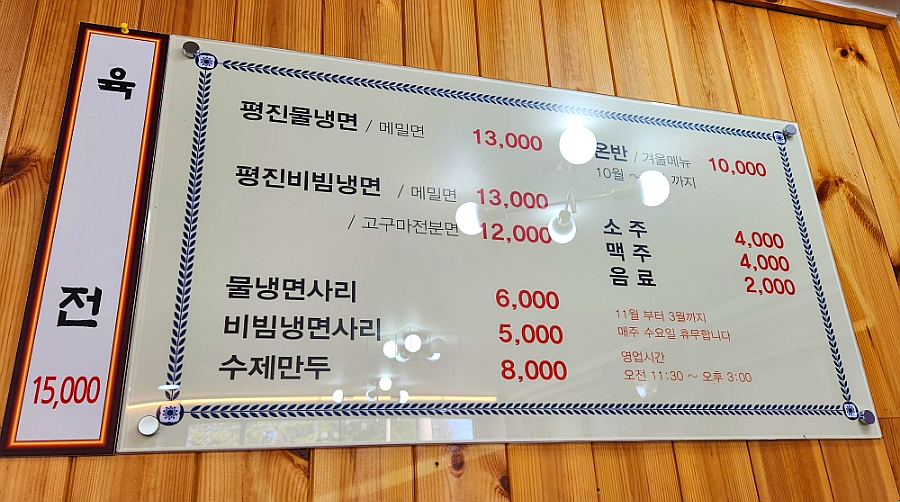 육
전
15,000
평진물냉면 / 메밀면 13,000
평진비빔냉면 / 메밀면 13,000
/ 고구마전분면 12,000
물냉면사리 6,000
비빔냉면사리 5,000
수제만두 8,000
온반 / 겨울메뉴 10,000
10월 ~ 까지
소주 4,000
맥주 4,000
음료 2,000
11월 부터 3월까지
매주 수요일 휴무합니다
영업시간
오전 11:30 ~ 오후 3:00